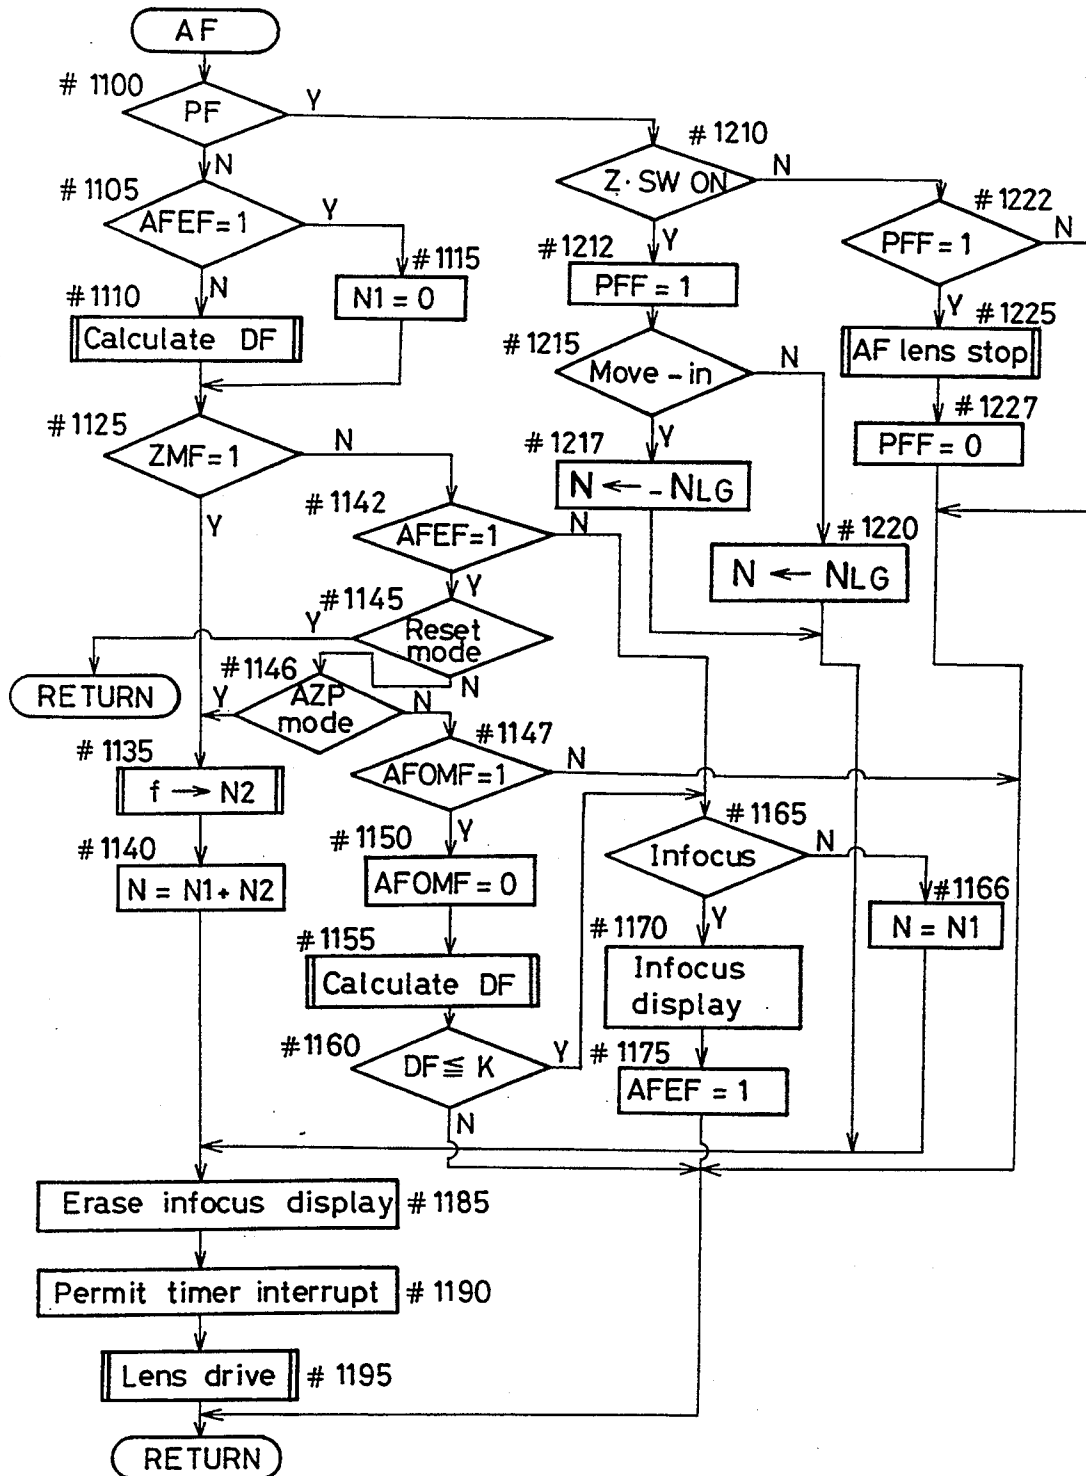 AF
# 1100
PF
Y
N
# 1210
Z·SW ON
N
Y
# 1105
AFEF=1
Y
N
# 1222
PFF=1
N
Y
# 1212
PFF=1
# 1115
N1=0
# 1110
Calculate DF
# 1225
AF lens stop
# 1215
Move-in
N
Y
# 1227
PFF=0
# 1125
ZMF=1
N
Y
# 1217
N ← -NLG
# 1142
AFEF=1
N
Y
# 1220
N ← NLG
# 1145
Reset
mode
Y
N
RETURN
# 1146
AZP
mode
Y
N
# 1147
AFOMF=1
N
Y
# 1135
f → N2
# 1165
Infocus
N
Y
# 1140
N = N1 + N2
# 1150
AFOMF=0
# 1166
N = N1
# 1155
Calculate DF
# 1170
Infocus
display
# 1160
DF ≦ K
Y
N
# 1175
AFEF = 1
Erase infocus display # 1185
Permit timer interrupt # 1190
Lens drive # 1195
RETURN